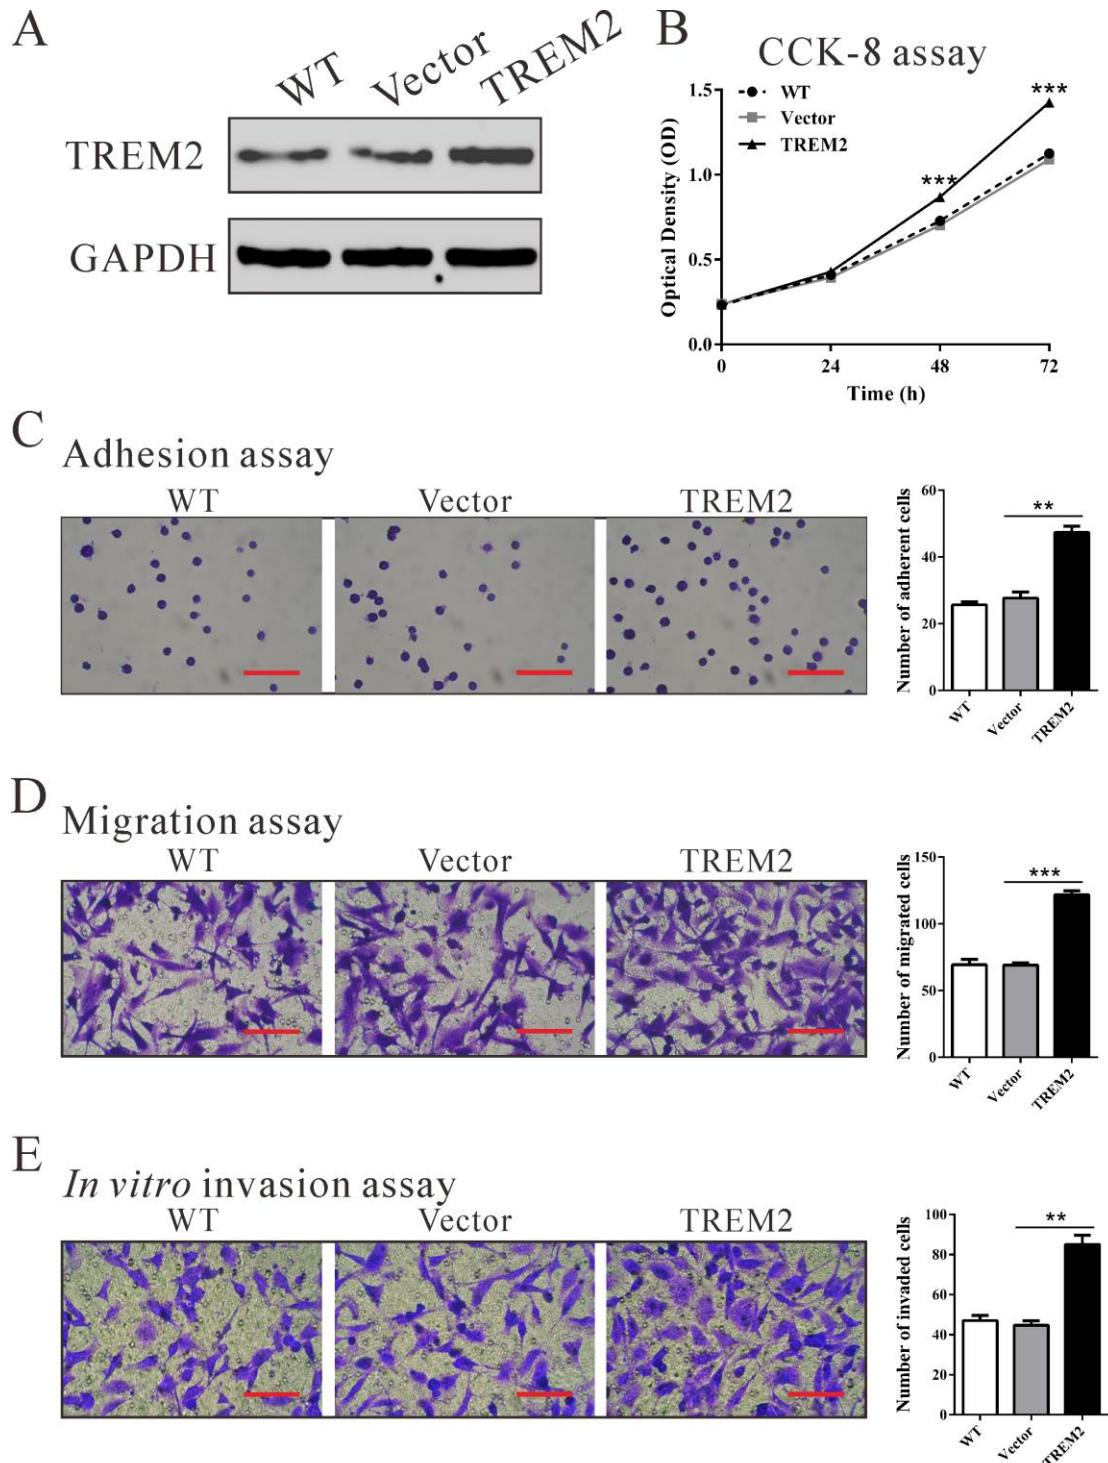 A
WT
Vector
TREM2
TREM2
GAPDH
B
CCK-8 assay
WT
Vector
TREM2
***
***
Optical Density (OD)
1.5
1.0
0.5
0.0
0
24
48
72
Time (h)
C
Adhesion assay
WT
Vector
TREM2
Number of adherent cells
60
40
20
0
**
WT
Vector
TREM2
D
Migration assay
WT
Vector
TREM2
Number of migrated cells
150
100
50
0
***
WT
Vector
TREM2
E
In vitro invasion assay
WT
Vector
TREM2
Number of invaded cells
100
80
60
40
20
0
**
WT
Vector
TREM2